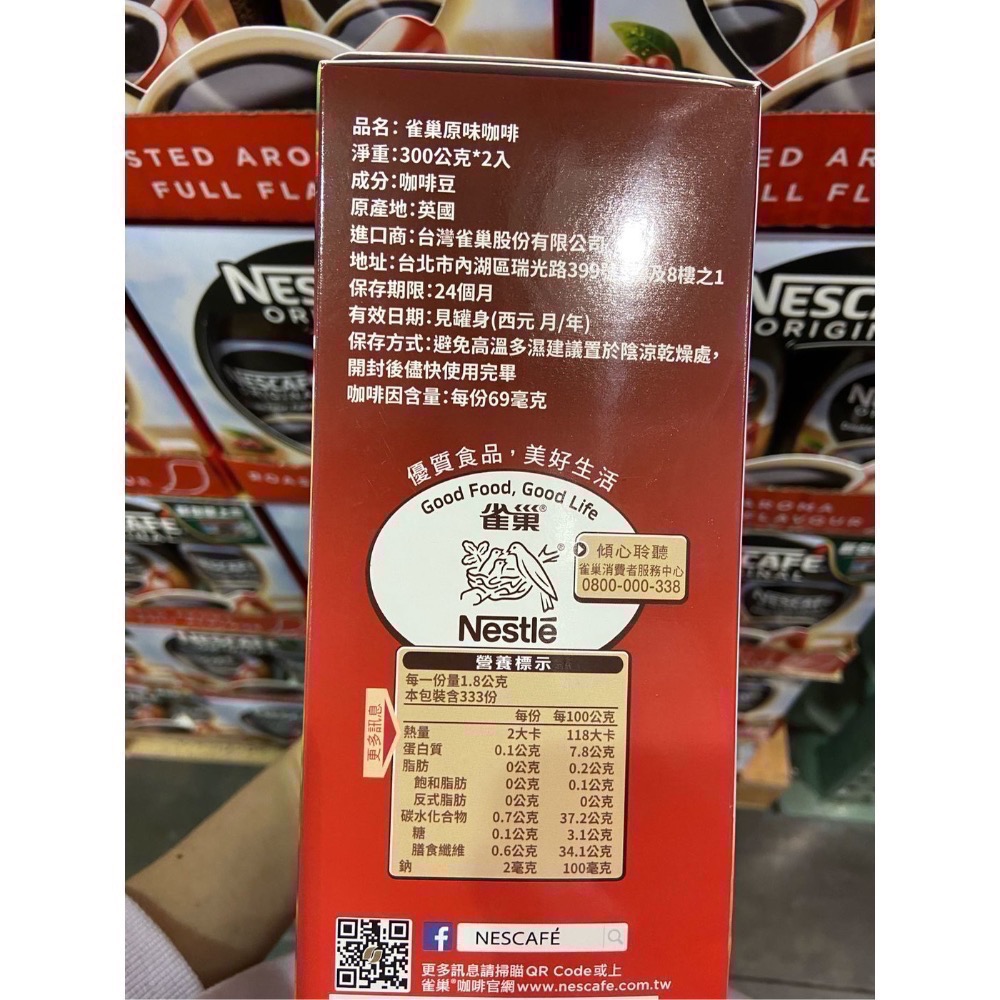 品名：雀巢原味咖啡
淨重：300公克*2入
成分：咖啡豆
原產地：英國
進口商：台灣雀巢股份有限公司
地址：台北市內湖區瑞光路399 及8樓之1
保存期限：24個月
有效日期：見罐身(西元 月/年)
保存方式：避免高溫多濕建議置於陰涼乾燥處，
開封後儘快使用完畢
咖啡因含量：每份69毫克
優質食品，美好生活
Good Food, Good Life
雀巢®
Nestlé
傾心聆聽
雀巢消費者服務中心
0800-000-338
更多訊息
營養標示
每一份量1.8公克
本包裝含333份
每份 每100公克
熱量 2大卡 118大卡
蛋白質 0.1公克 7.8公克
脂肪 0公克 0.2公克
飽和脂肪 0公克 0.1公克
反式脂肪 0公克 0公克
碳水化合物 0.7公克 37.2公克
糖 0.1公克 3.1公克
膳食纖維 0.6公克 34.1公克
鈉 2毫克 100毫克
f NESCAFÉ
更多訊息請掃瞄QR Code或上
雀巢®咖啡官網www.nescafe.com.tw
STED ARO
FULL FLA
NES
ORI
ED AR
LL FL
NESC
ORIGI